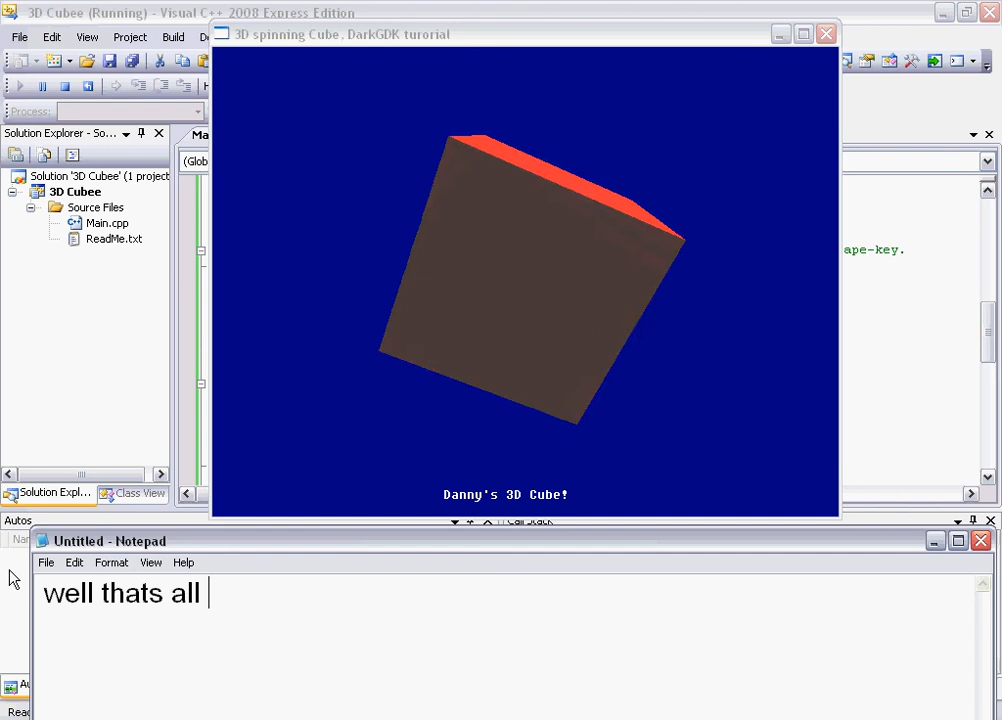 3D Cubee (Running) - Visual C++ 2008 Express Edition
File Edit View Project Build
3D spinning Cube, DarkGDK turorial
Process:
Solution Explorer - So...
Solution '3D Cubee' (1 project
3D Cubee
Source Files
Main.cpp
ReadMe.txt
(Glob
ape-key.
Danny's 3D Cube!
Solution Expl... Class View
Autos
Call Stack
Untitled - Notepad
File Edit Format View Help
well thats all